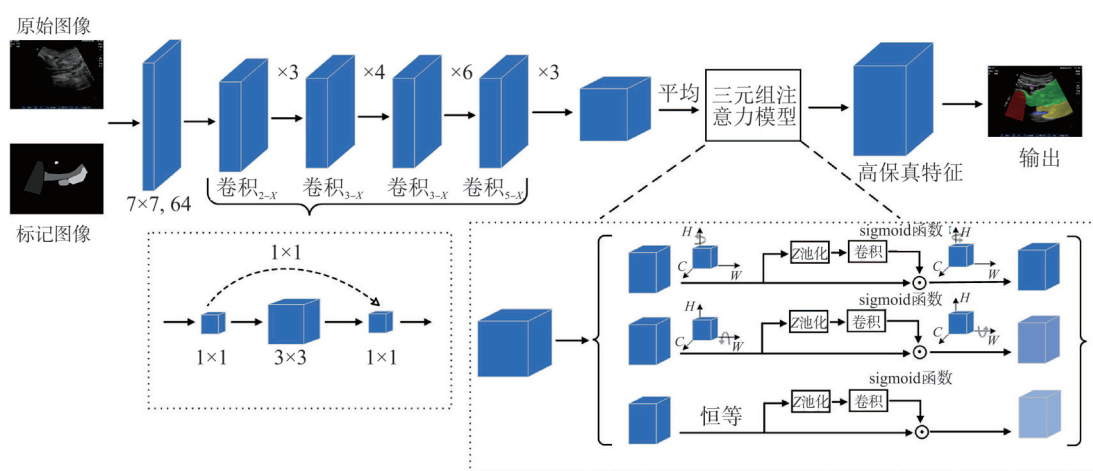 原始图像
标记图像
7×7, 64
×3
×4
×6
×3
卷积2-X
卷积3-X
卷积3-X
卷积5-X
平均
三元组注
意力模型
高保真特征
输出
1×1
1×1
3×3
1×1
sigmoid函数
H
C
W
Z池化
卷积
H
C
W
sigmoid函数
H
C
W
Z池化
卷积
H
C
W
sigmoid函数
恒等
Z池化
卷积